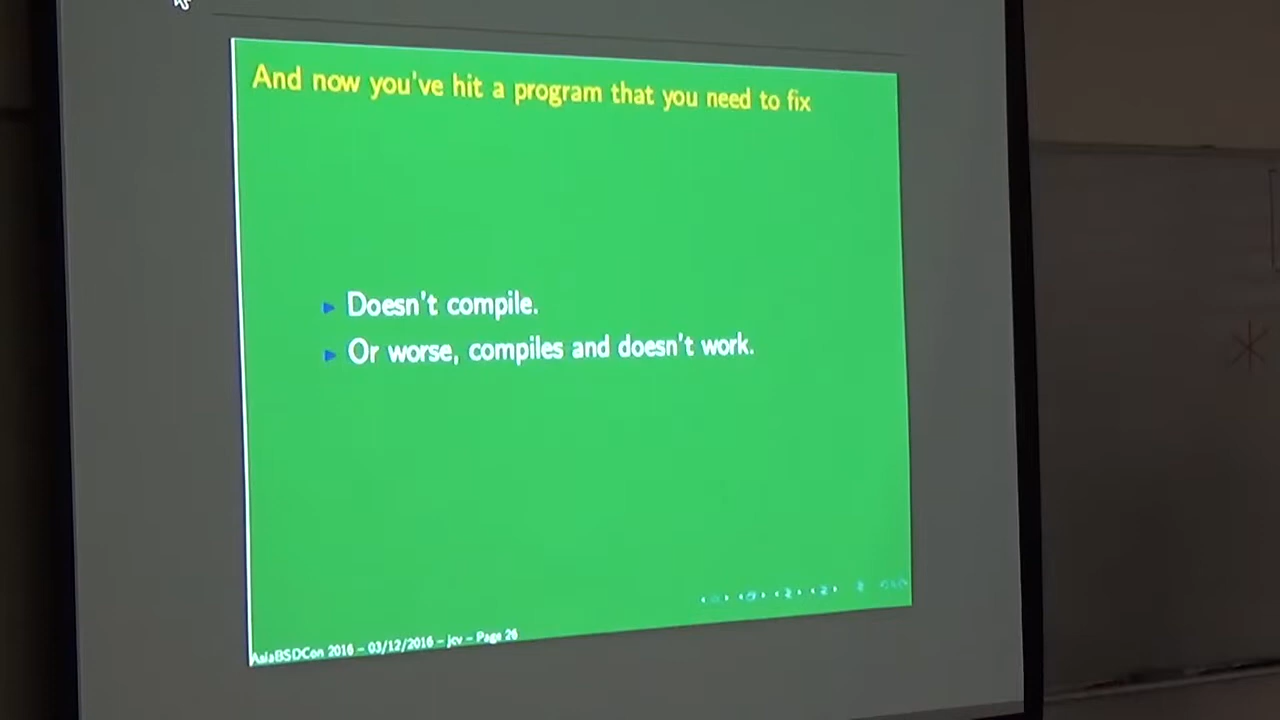 And now you've hit a program that you need to fix
Doesn't compile.
Or worse, compiles and doesn't work.
AsiaBSDCon 2016 – 03/12/2016 – jcv – Page 26